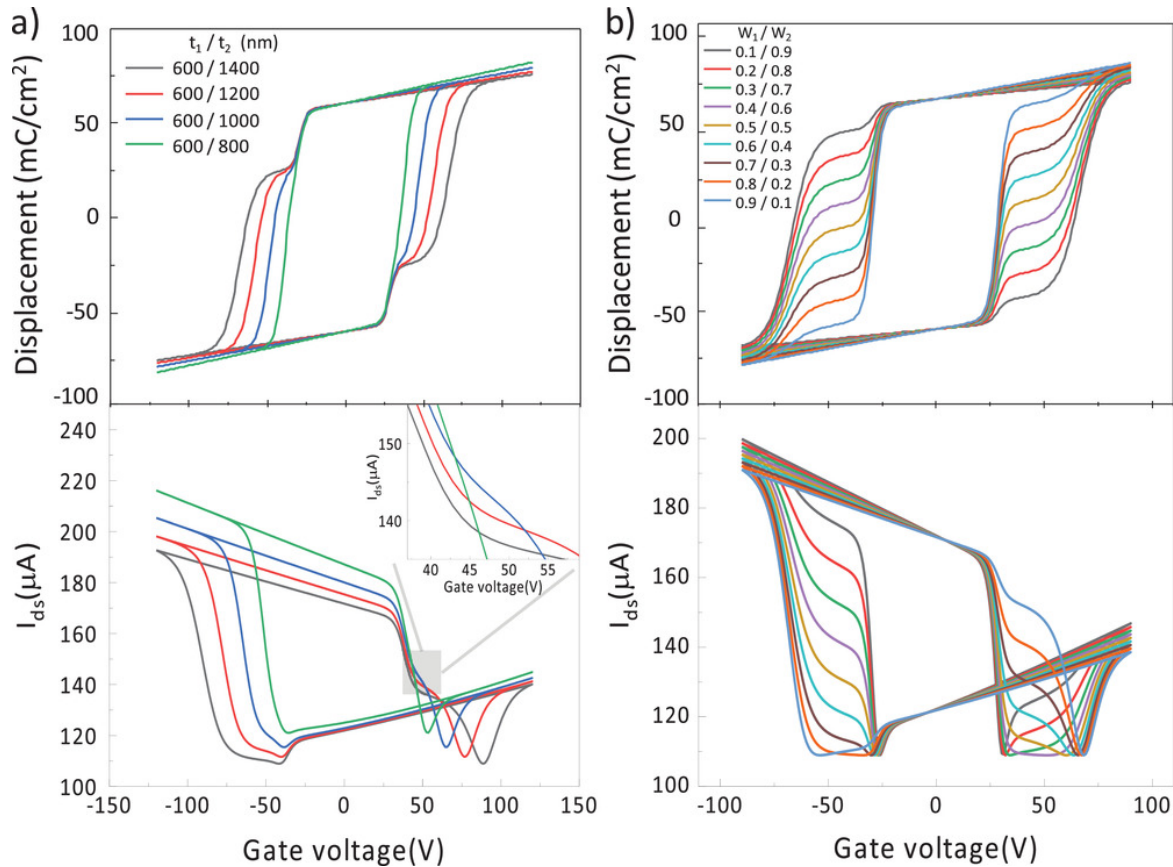 a)
t₁ / t₂ (nm)
600 / 1400
600 / 1200
600 / 1000
600 / 800
Displacement (mC/cm²)
100
50
0
-50
-100
b)
W₁ / W₂
0.1 / 0.9
0.2 / 0.8
0.3 / 0.7
0.4 / 0.6
0.5 / 0.5
0.6 / 0.4
0.7 / 0.3
0.8 / 0.2
0.9 / 0.1
Displacement (mC/cm²)
100
50
0
-50
-100
I_ds(μA)
240
220
200
180
160
140
120
100
-150 -100 -50 0 50 100 150
Gate voltage(V)
I_ds(μA)
150
140
40 45 50 55
Gate voltage(V)
I_ds(μA)
200
180
160
140
120
100
-100 -50 0 50 100
Gate voltage(V)